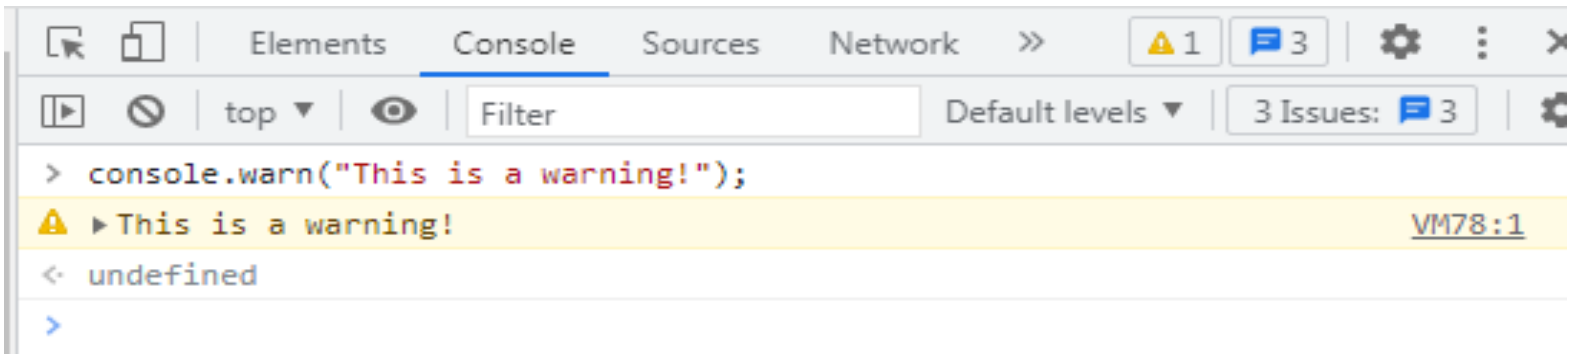 Elements Console Sources Network » 1 3
top ▼ Filter Default levels ▼ 3 Issues: 3
> console.warn("This is a warning!");
▶This is a warning! VM78:1
<· undefined
>